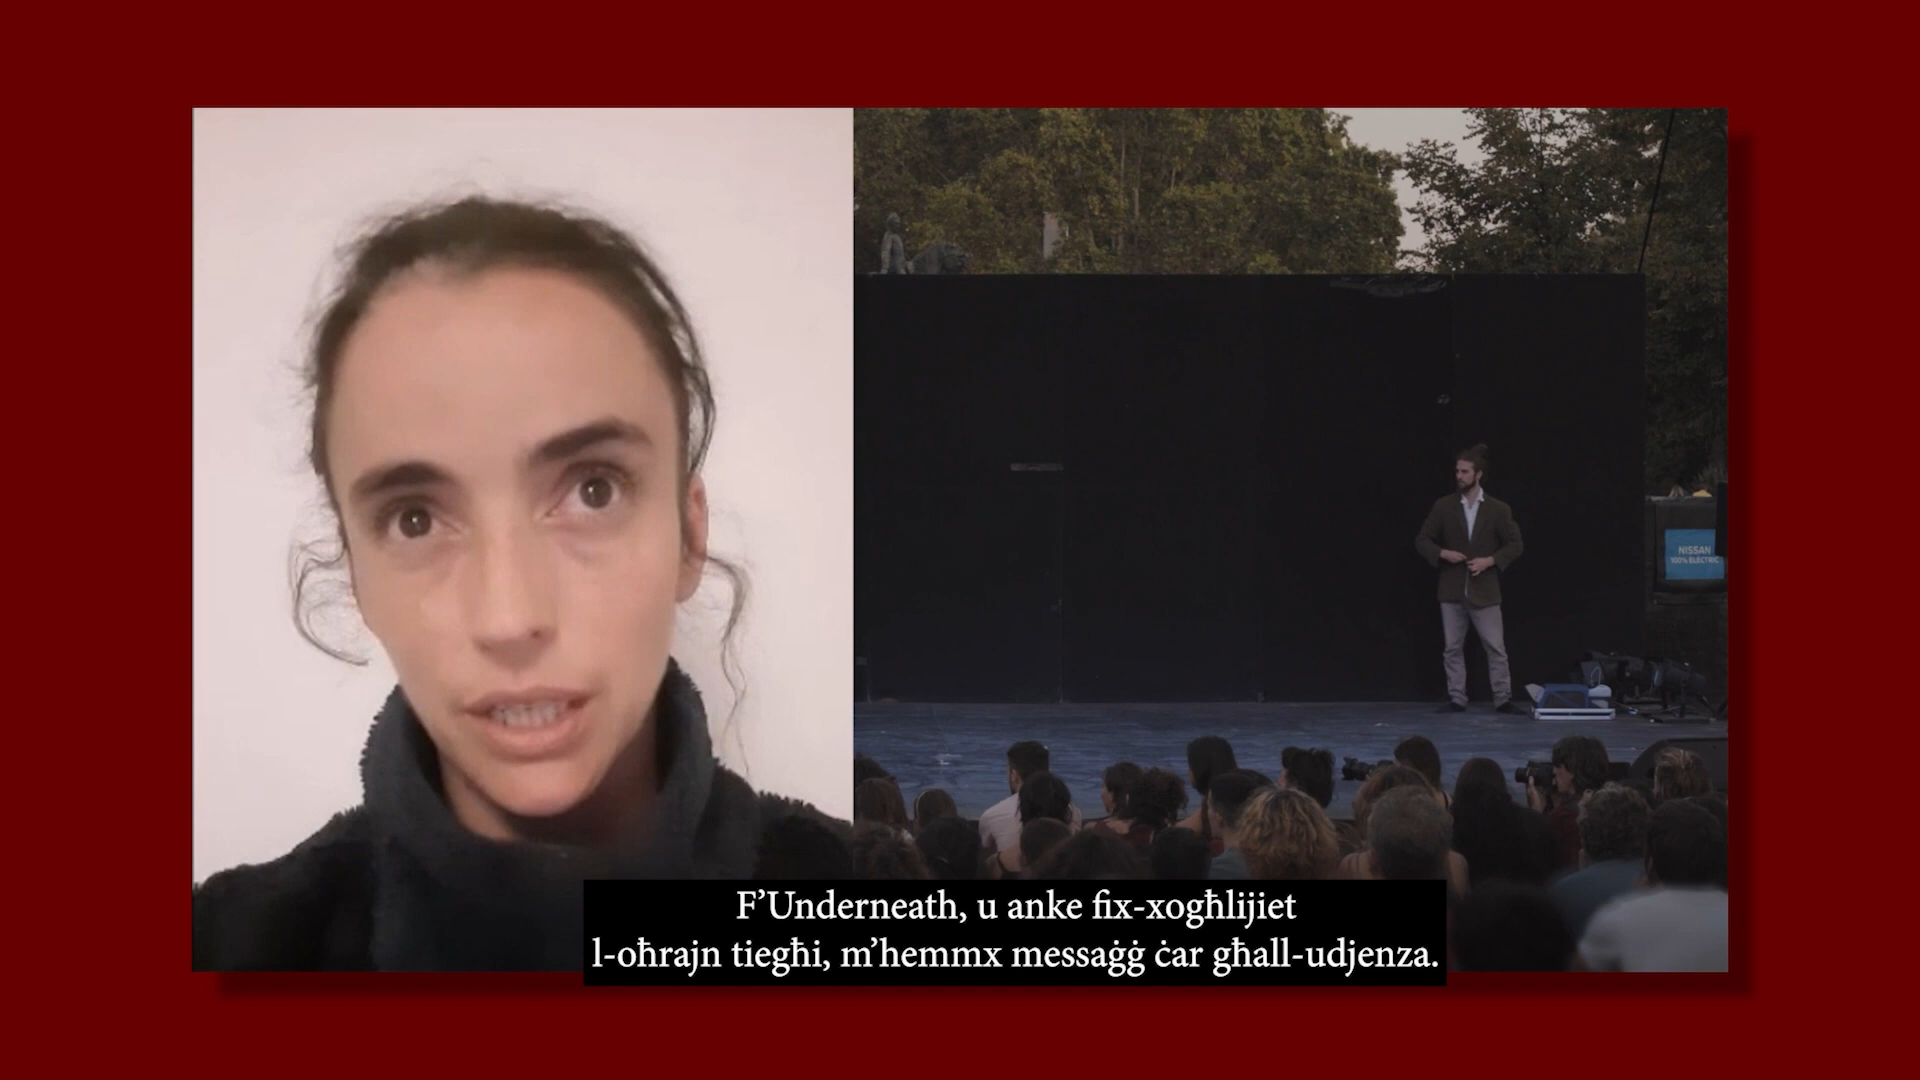 NISSAN
100% ELECTRIC
F’Underneath, u anke fix-xogħlijiet
l-oħrajn tiegħi, m’hemmx messaġġ ċar għall-udjenza.